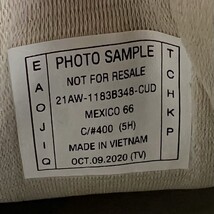 PHOTO SAMPLE
NOT FOR RESALE
21AW-1183B348-CUD
MEXICO 66
C/#400 (5H)
MADE IN VIETNAM
OCT.09.2020 (TV)
E
A
O
J
I
Q
T
C
H
K
P